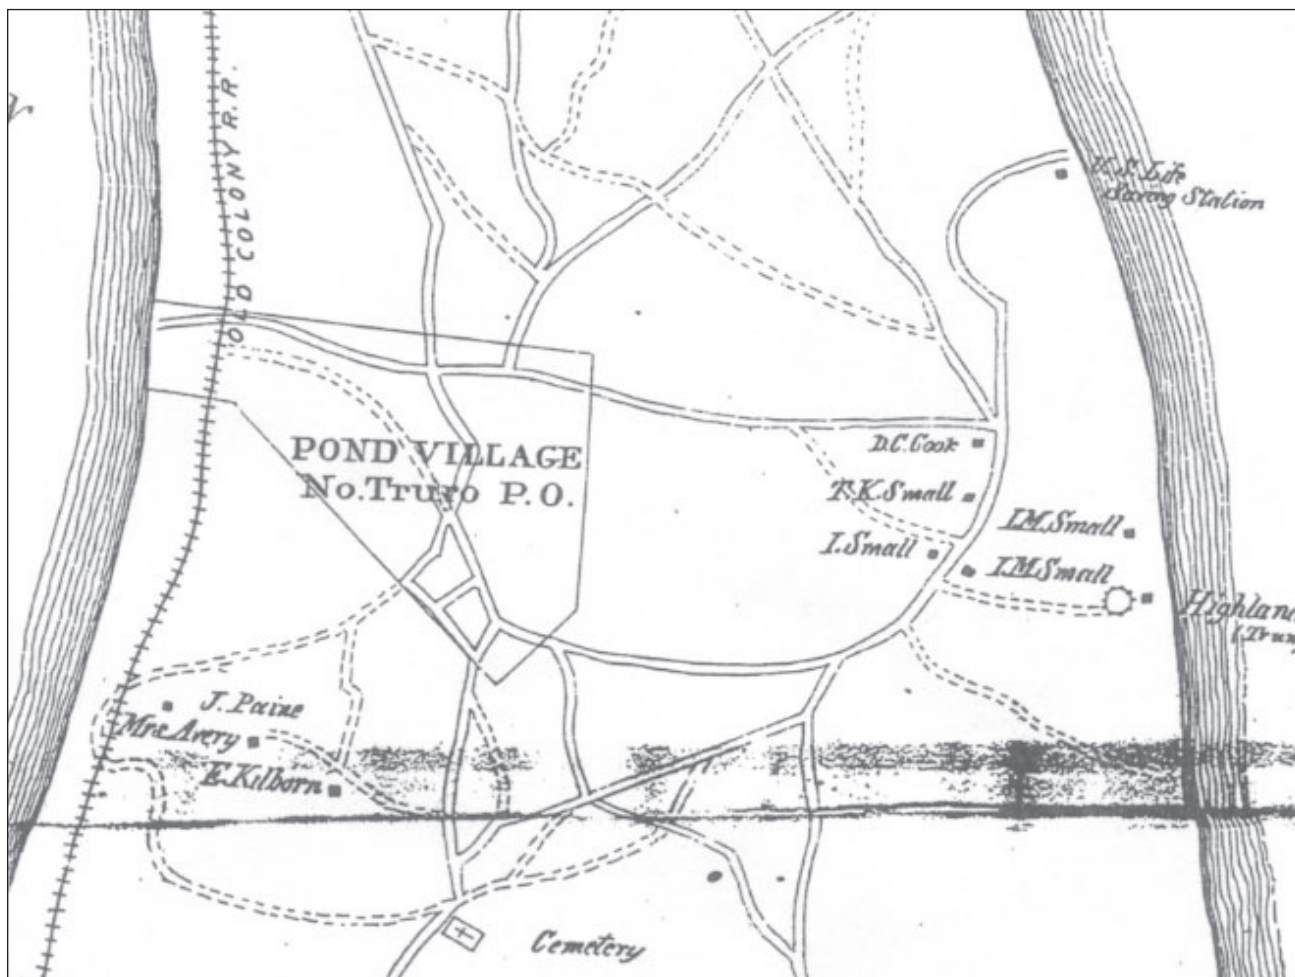 OLD COLONY R.R.
U.S. Life
Saving Station
POND VILLAGE
No. Truro P.O.
D.C. Cook
T.K. Small
I.M. Small
I. Small
I.M. Small
J. Paine
Mrs. Avery
E. Kilborn
Cemetery